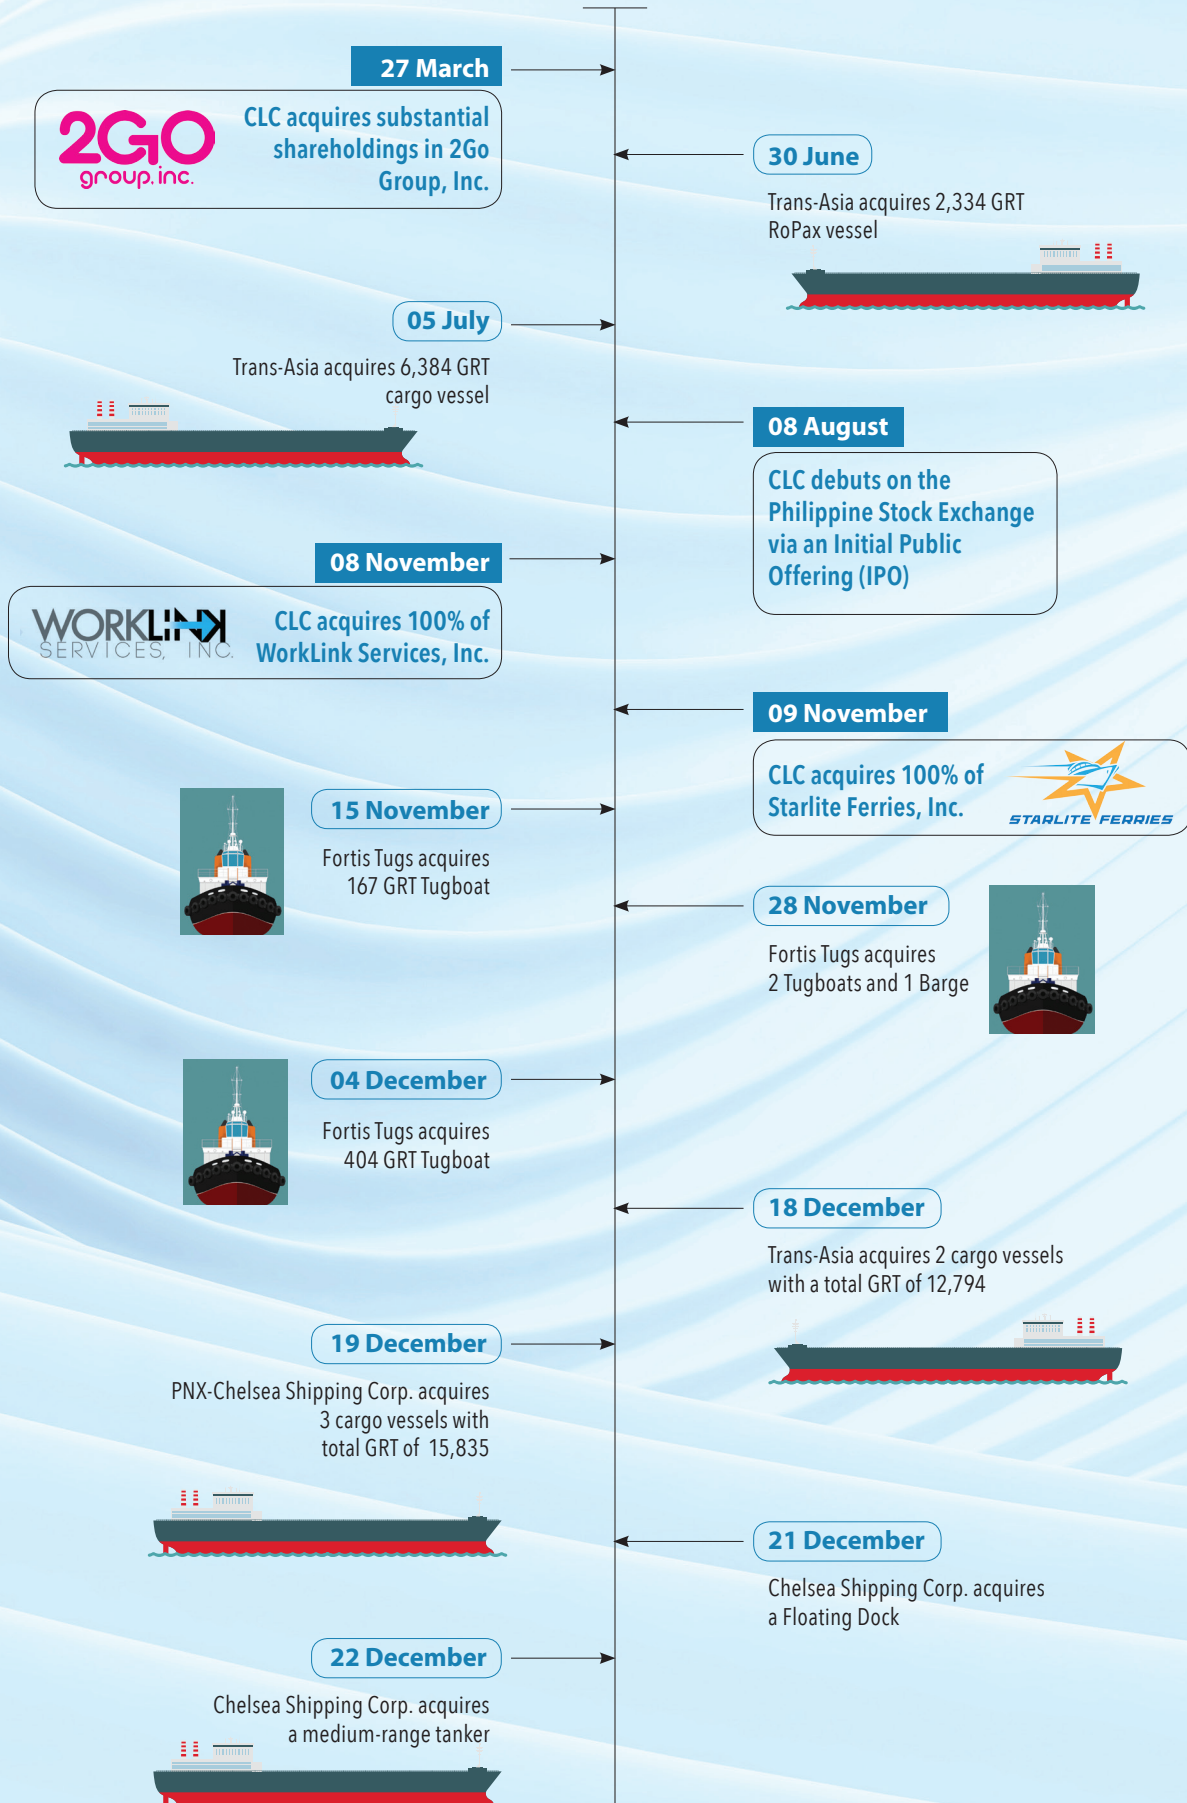 27 March
2GO
group, inc.
CLC acquires substantial
shareholdings in 2Go
Group, Inc.
30 June
Trans-Asia acquires 2,334 GRT
RoPax vessel
05 July
Trans-Asia acquires 6,384 GRT
cargo vessel
08 August
CLC debuts on the
Philippine Stock Exchange
via an Initial Public
Offering (IPO)
08 November
WORKLINK
SERVICES, INC.
CLC acquires 100% of
WorkLink Services, Inc.
09 November
CLC acquires 100% of
Starlite Ferries, Inc.
STARLITE FERRIES
15 November
Fortis Tugs acquires
167 GRT Tugboat
28 November
Fortis Tugs acquires
2 Tugboats and 1 Barge
04 December
Fortis Tugs acquires
404 GRT Tugboat
18 December
Trans-Asia acquires 2 cargo vessels
with a total GRT of 12,794
19 December
PNX-Chelsea Shipping Corp. acquires
3 cargo vessels with
total GRT of 15,835
21 December
Chelsea Shipping Corp. acquires
a Floating Dock
22 December
Chelsea Shipping Corp. acquires
a medium-range tanker